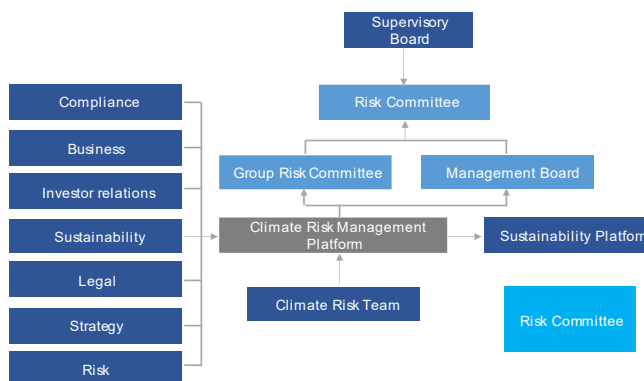 Supervisory
Board
Compliance
Risk Committee
Business
Group Risk Committee
Management Board
Investor relations
Sustainability
Climate Risk Management
Platform
Sustainability Platform
Legal
Climate Risk Team
Strategy
Risk Committee
Risk